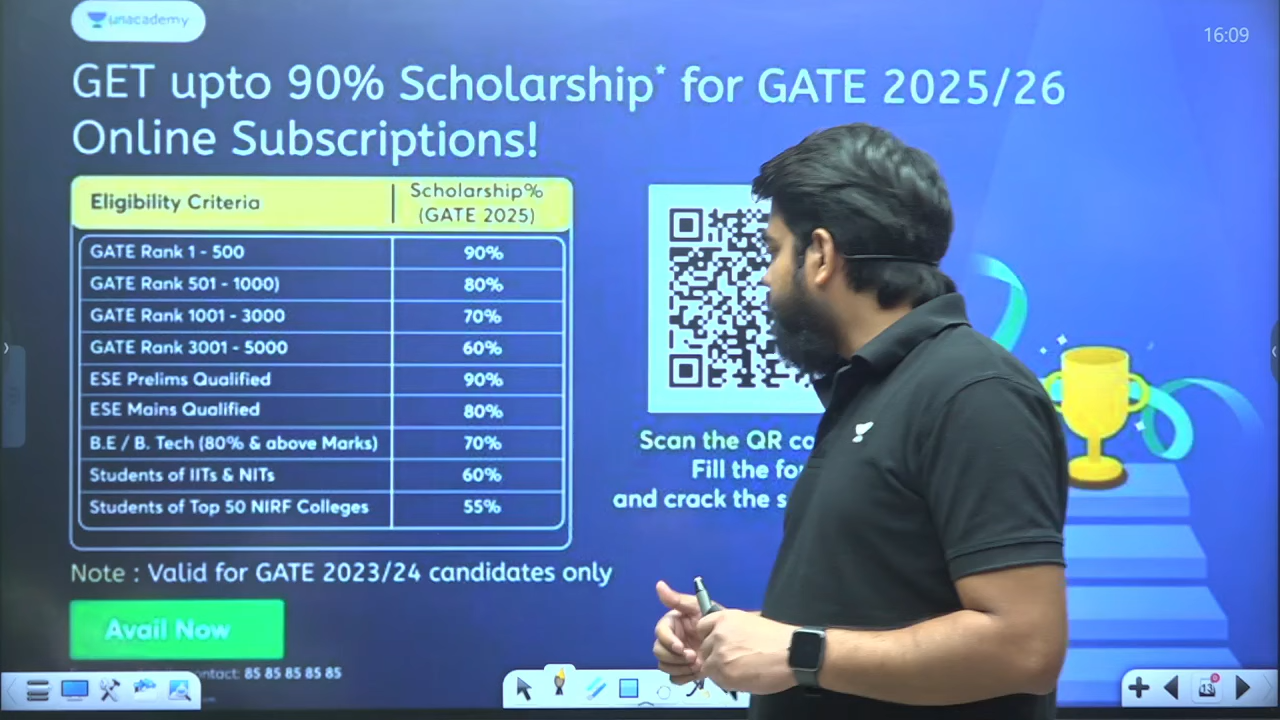 unacademy
16:09
GET upto 90% Scholarship* for GATE 2025/26
Online Subscriptions!
Eligibility Criteria
Scholarship%
(GATE 2025)
GATE Rank 1 - 500 90%
GATE Rank 501 - 1000) 80%
GATE Rank 1001 - 3000 70%
GATE Rank 3001 - 5000 60%
ESE Prelims Qualified 90%
ESE Mains Qualified 80%
B.E / B. Tech (80% & above Marks) 70%
Students of IITs & NITs 60%
Students of Top 50 NIRF Colleges 55%
Scan the QR
Fill the
and crack the
Note : Valid for GATE 2023/24 candidates only
Avail Now
85 85 85 85 85
13